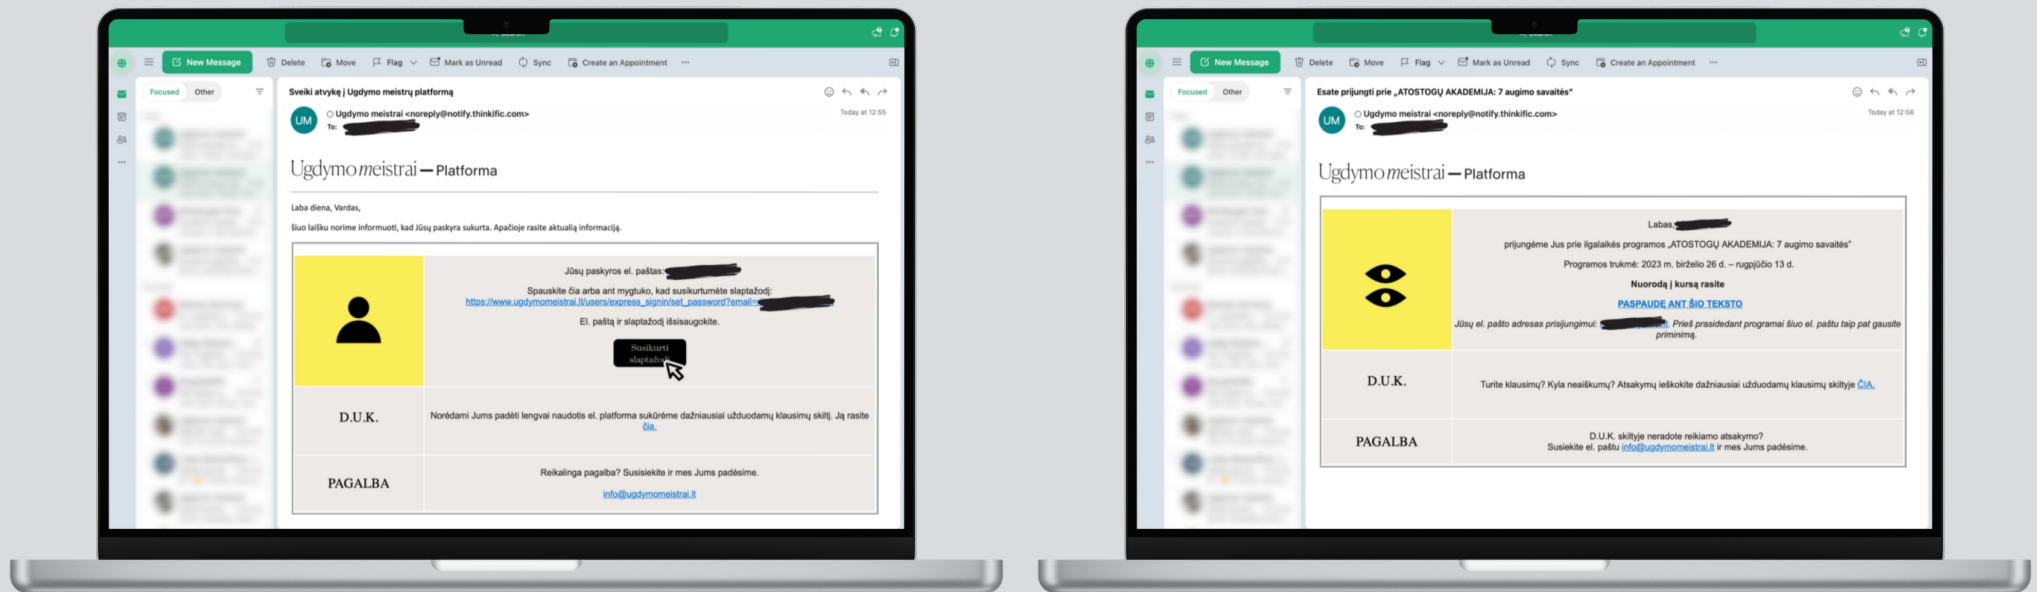 New Message
Delete
Move
Flag
Mark as Unread
Sync
Create an Appointment
Focused
Other
Sveiki atvykę į Ugdymo meistrų platformą
UM
Ugdymo meistrai <noreply@notify.thinkific.com>
To:
Today at 12:55
Ugdymo meistrai — Platforma
Laba diena, Vardas,
šiuo laišku norime informuoti, kad Jūsų paskyra sukurta. Apačioje rasite aktualią informaciją.
Jūsų paskyros el. paštas:
Spauskite čia arba ant mygtuko, kad susikurtumėte slaptažodį:
https://www.ugdymomeistrai.lt/users/express_signin/set_password?email=
El. paštą ir slaptažodį išsisaugokite.
Susikurti
slaptažodį
D.U.K.
Norėdami Jums padėti lengvai naudotis el. platforma sukūrėme dažniausiai užduodamų klausimų skiltį. Ją rasite
čia.
PAGALBA
Reikalinga pagalba? Susisiekite ir mes Jums padėsime.
info@ugdymomeistrai.lt
New Message
Delete
Move
Flag
Mark as Unread
Sync
Create an Appointment
Focused
Other
Esate prijungti prie „ATOSTOGŲ AKADEMIJA: 7 augimo savaitės"
UM
Ugdymo meistrai <noreply@notify.thinkific.com>
To:
Today at 12:56
Ugdymo meistrai — Platforma
Labas,
prijungėme Jus prie ilgalaikės programos „ATOSTOGŲ AKADEMIJA: 7 augimo savaitės"
Programos trukmė: 2023 m. birželio 26 d. – rugpjūčio 13 d.
Nuorodą į kursą rasite
PASPAUDĘ ANT ŠIO TEKSTO
Jūsų el. pašto adresas prisijungimui: . Prieš prasidedant programai šiuo el. paštu taip pat gausite
priminimą.
D.U.K.
Turite klausimų? Kyla neaiškumų? Atsakymų ieškokite dažniausiai užduodamų klausimų skiltyje ČIA.
PAGALBA
D.U.K. skiltyje neradote reikiamo atsakymo?
Susiekite el. paštu info@ugdymomeistrai.lt ir mes Jums padėsime.